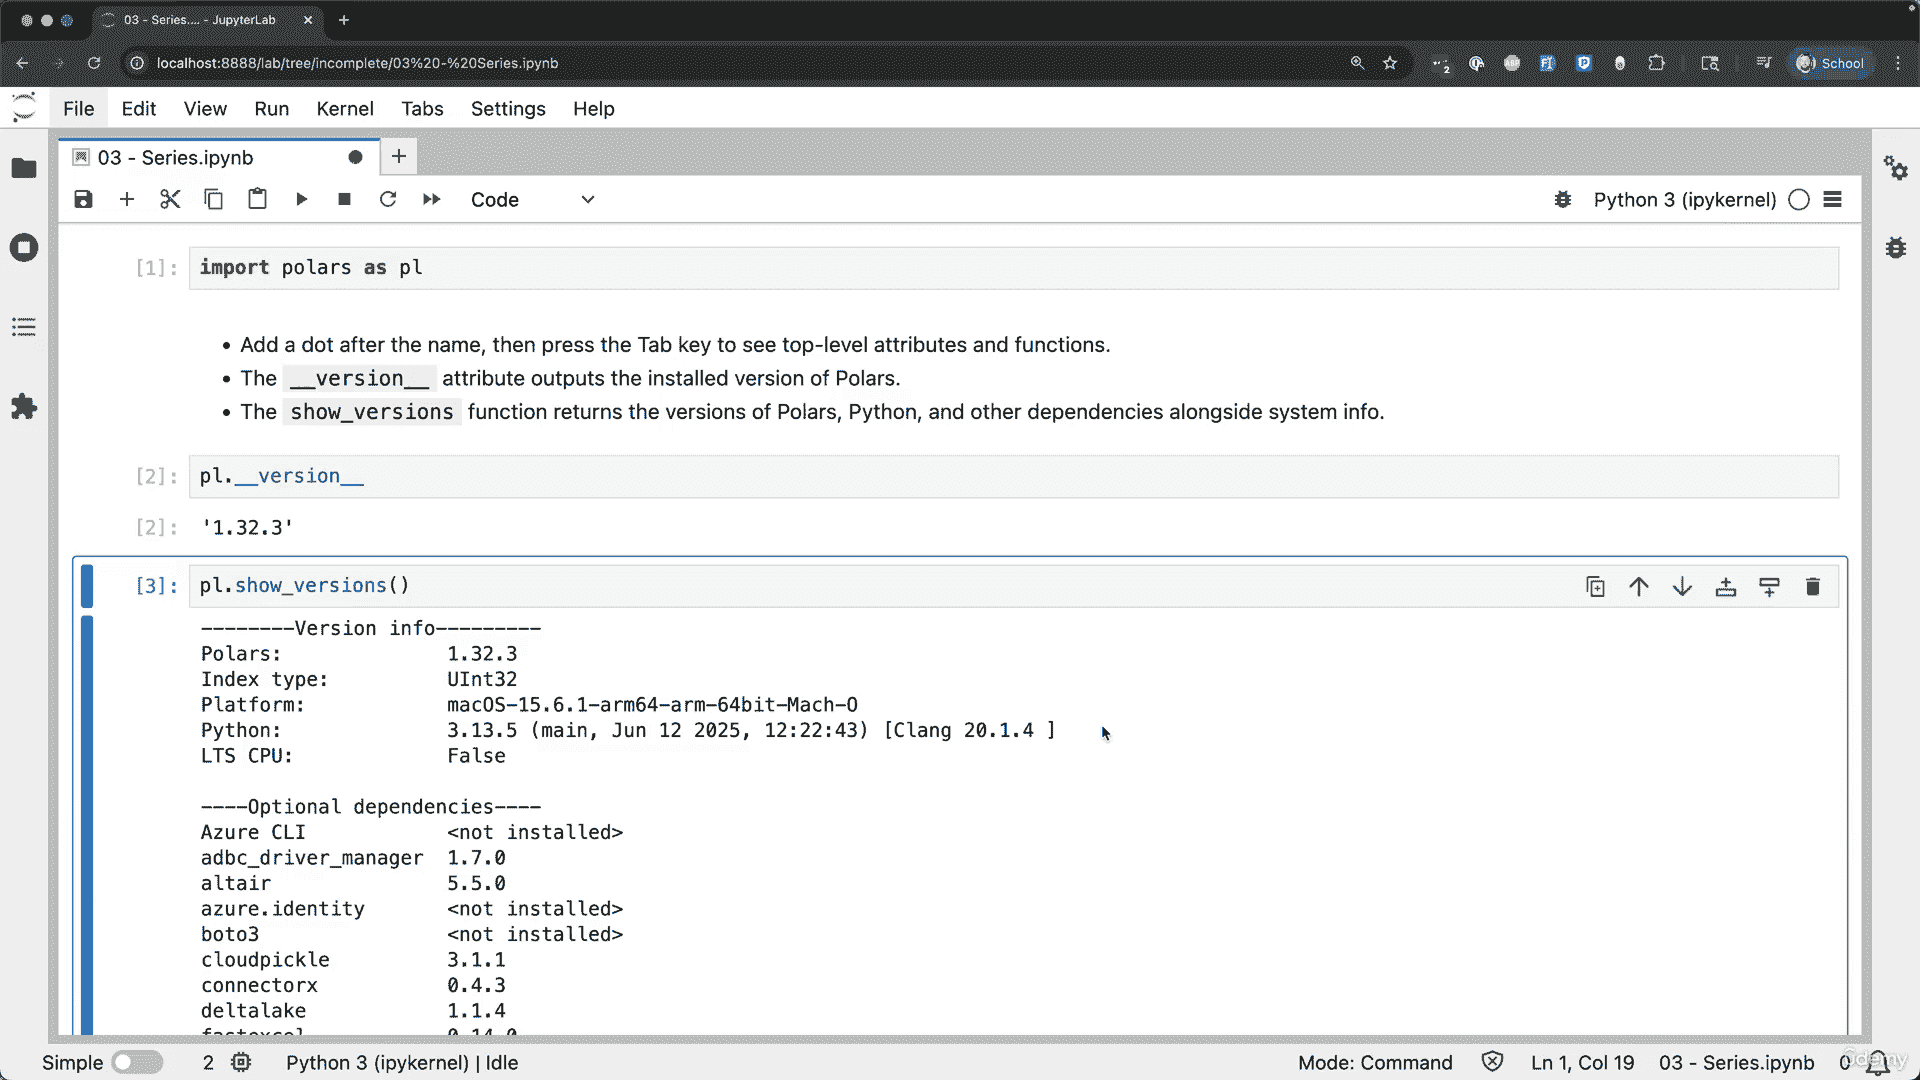 03 - Series.... - JupyterLab
localhost:8888/lab/tree/incomplete/03%20-%20Series.ipynb
2
ABP
School
File Edit View Run Kernel Tabs Settings Help
03 - Series.ipynb
Code
Python 3 (ipykernel)
[1]: import polars as pl
• Add a dot after the name, then press the Tab key to see top-level attributes and functions.
• The __version__ attribute outputs the installed version of Polars.
• The show_versions function returns the versions of Polars, Python, and other dependencies alongside system info.
[2]: pl.__version__
[2]: '1.32.3'
[3]: pl.show_versions()
--------Version info---------
Polars: 1.32.3
Index type: UInt32
Platform: macOS-15.6.1-arm64-arm-64bit-Mach-O
Python: 3.13.5 (main, Jun 12 2025, 12:22:43) [Clang 20.1.4 ]
LTS CPU: False
----Optional dependencies----
Azure CLI <not installed>
adbc_driver_manager 1.7.0
altair 5.5.0
azure.identity <not installed>
boto3 <not installed>
cloudpickle 3.1.1
connectorx 0.4.3
deltalake 1.1.4
fastexcel 0.14.0
Simple 2 Python 3 (ipykernel) | Idle Mode: Command Ln 1, Col 19 03 - Series.ipynb 0
Udemy